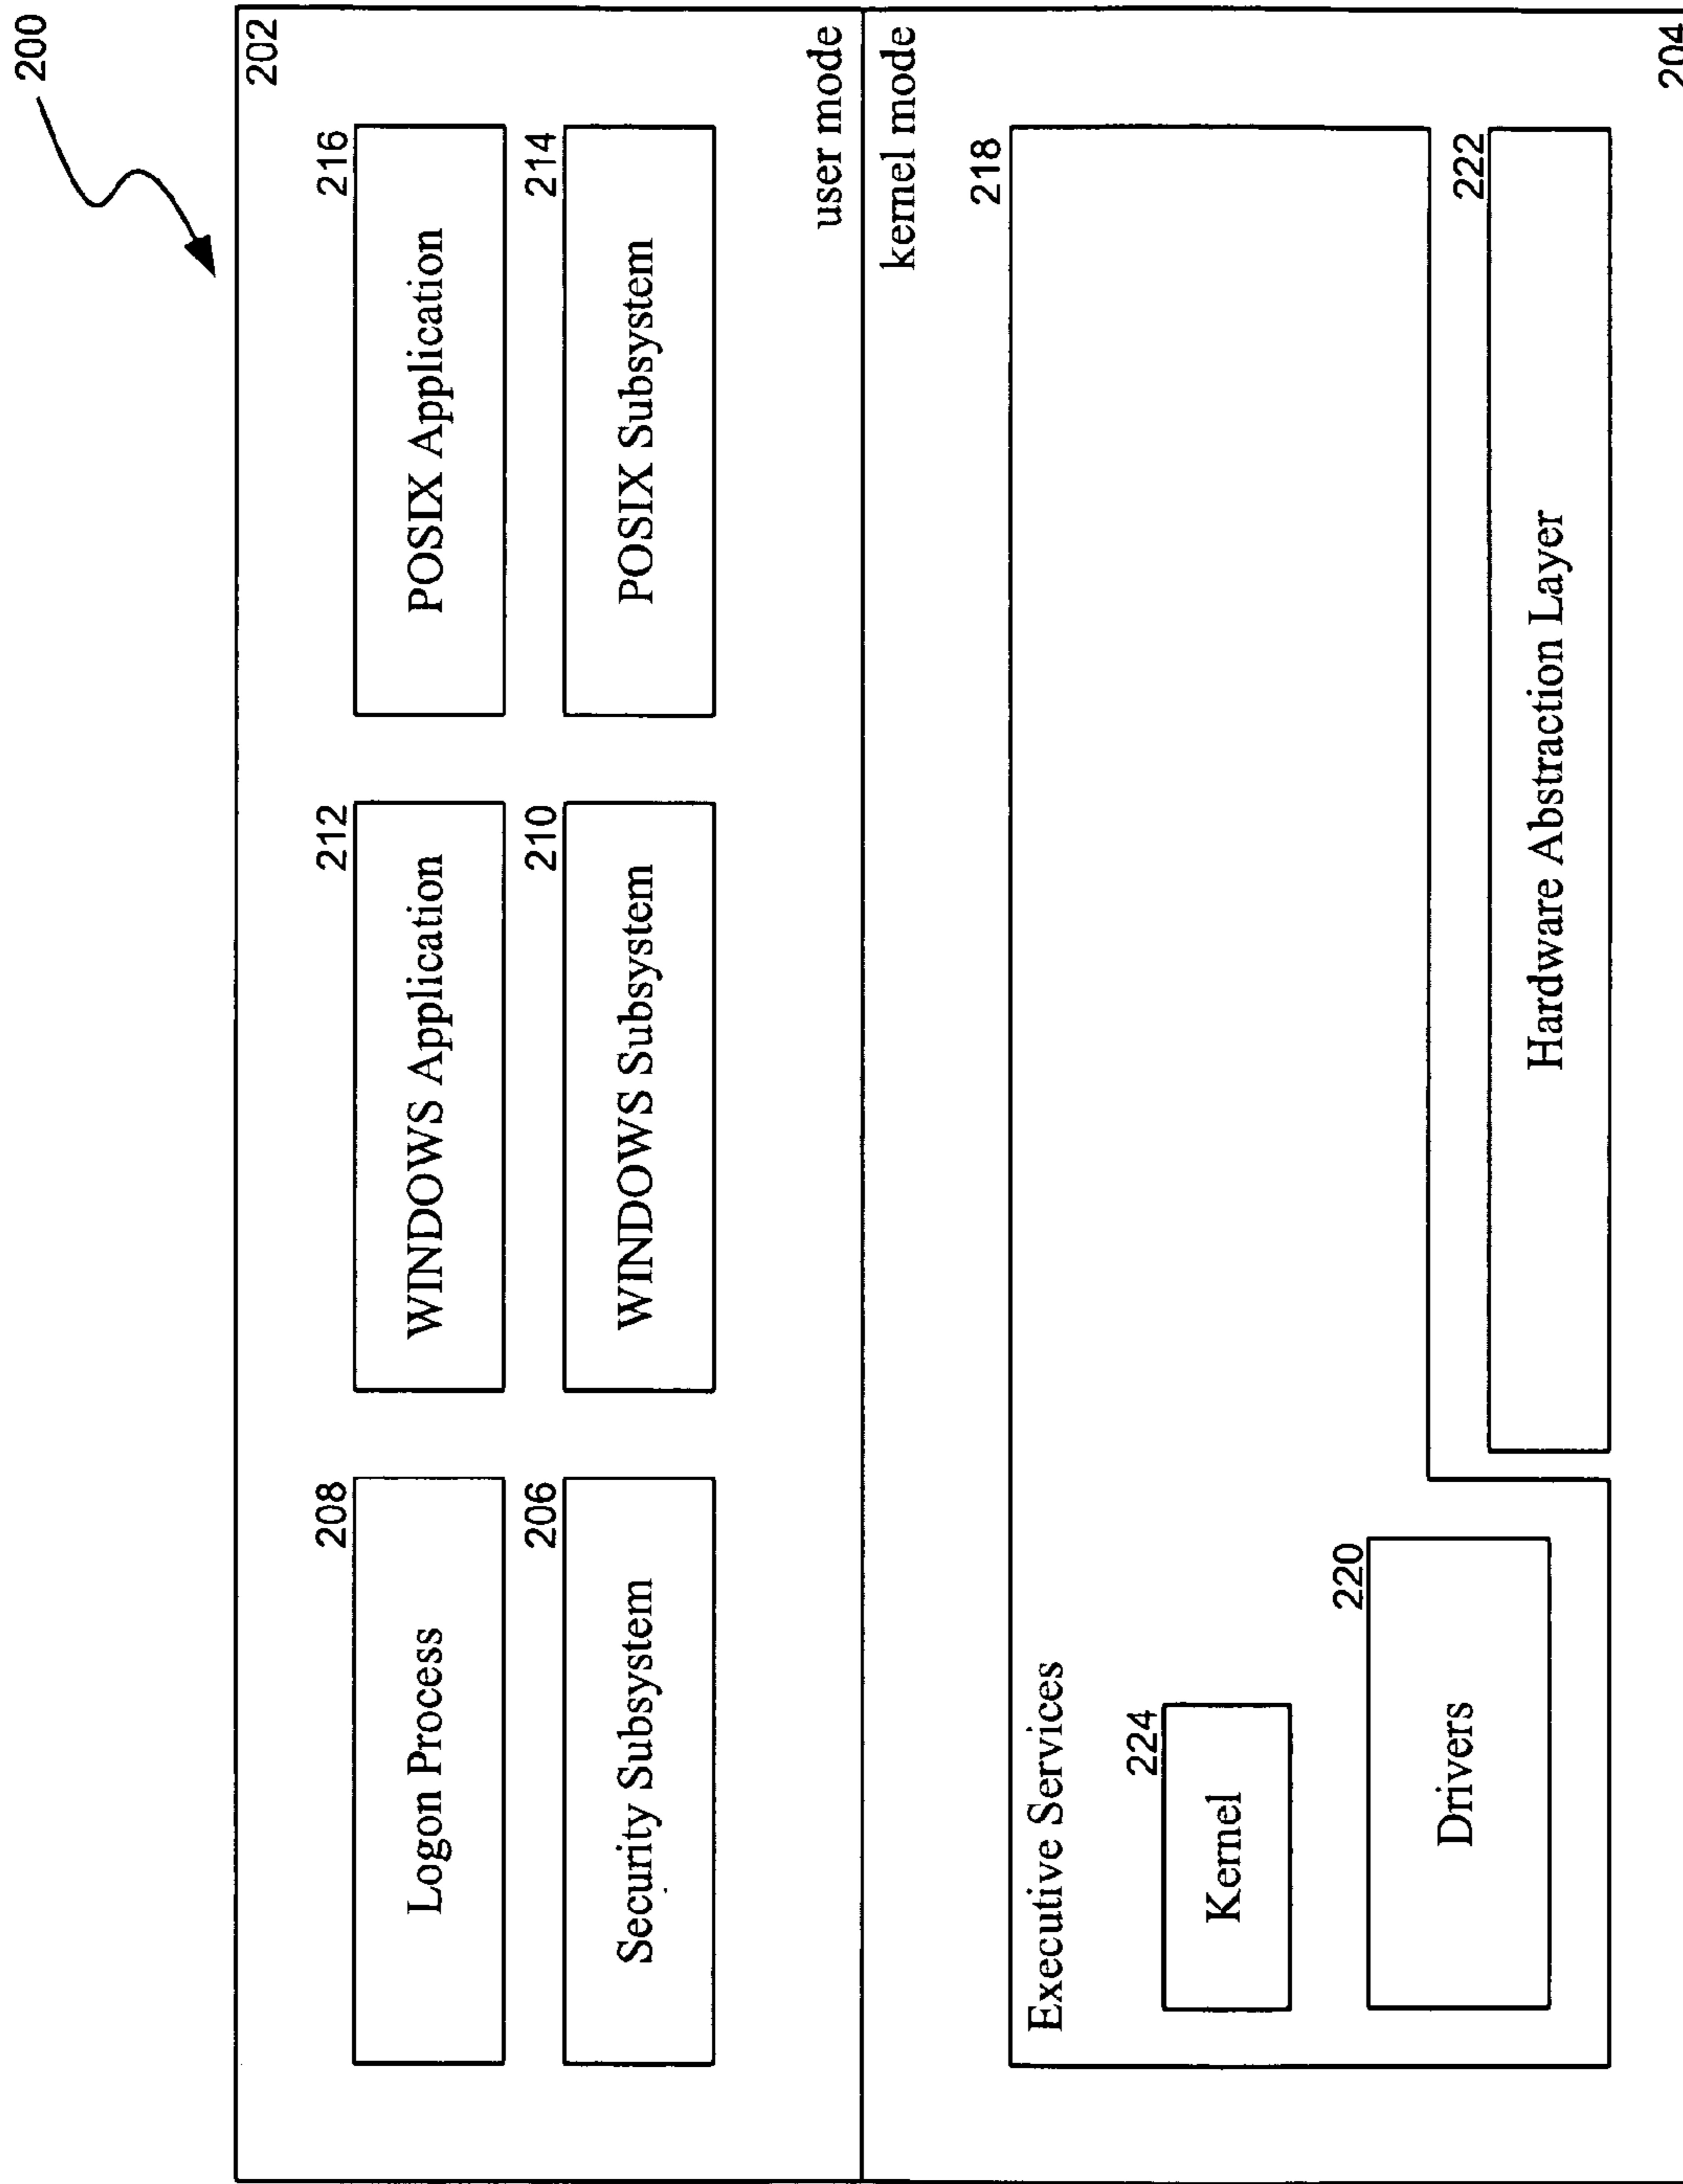 200
202
208
Logon Process
212
WINDOWS Application
216
POSIX Application
206
Security Subsystem
210
WINDOWS Subsystem
214
POSIX Subsystem
user mode
kernel mode
218
Executive Services
224
Kernel
220
Drivers
222
Hardware Abstraction Layer
204